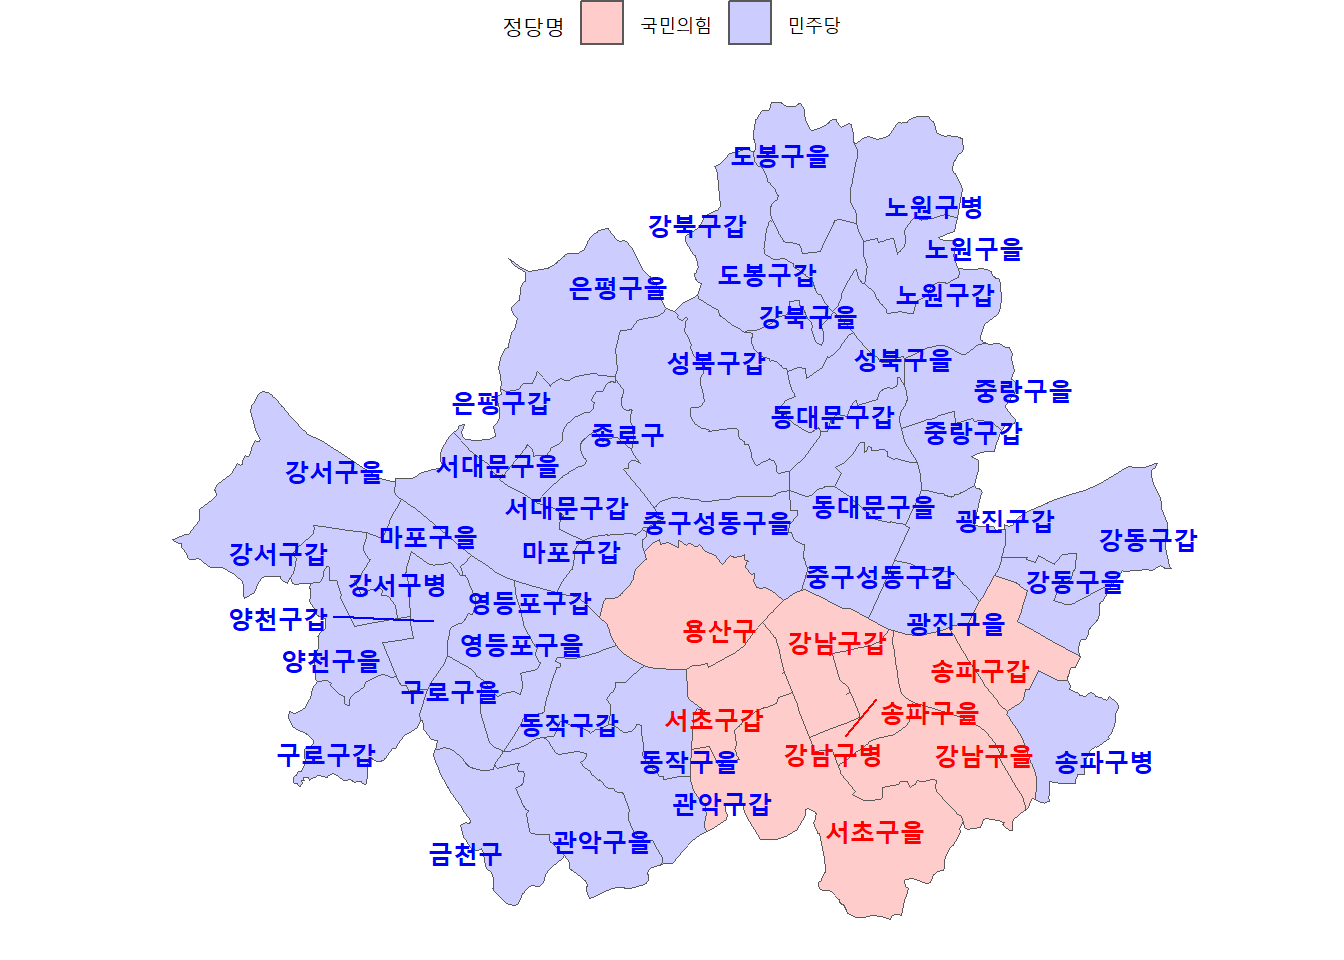 정당명 국민의힘 민주당
도봉구을
노원구병
강북구갑
노원구을
도봉구갑
은평구을
노원구갑
강북구을
성북구갑
성북구을
중랑구을
은평구갑
동대문구갑
중랑구갑
종로구
서대문구을
강서구울
서대문구갑
동대문구을
광진구갑
중구성동구을
마포구을
강동구갑
강서구갑
마포구갑
중구성동구갑
강동구울
강서구병
영등포구갑
양천구갑
광진구을
용산구
강남구갑
영등포구을
양천구을
송파구갑
구로구을
송파구을
서초구갑
동작구갑
구로구갑
강남구병
강남구을
동작구을
송파구병
관악구갑
서초구을
관악구을
금천구